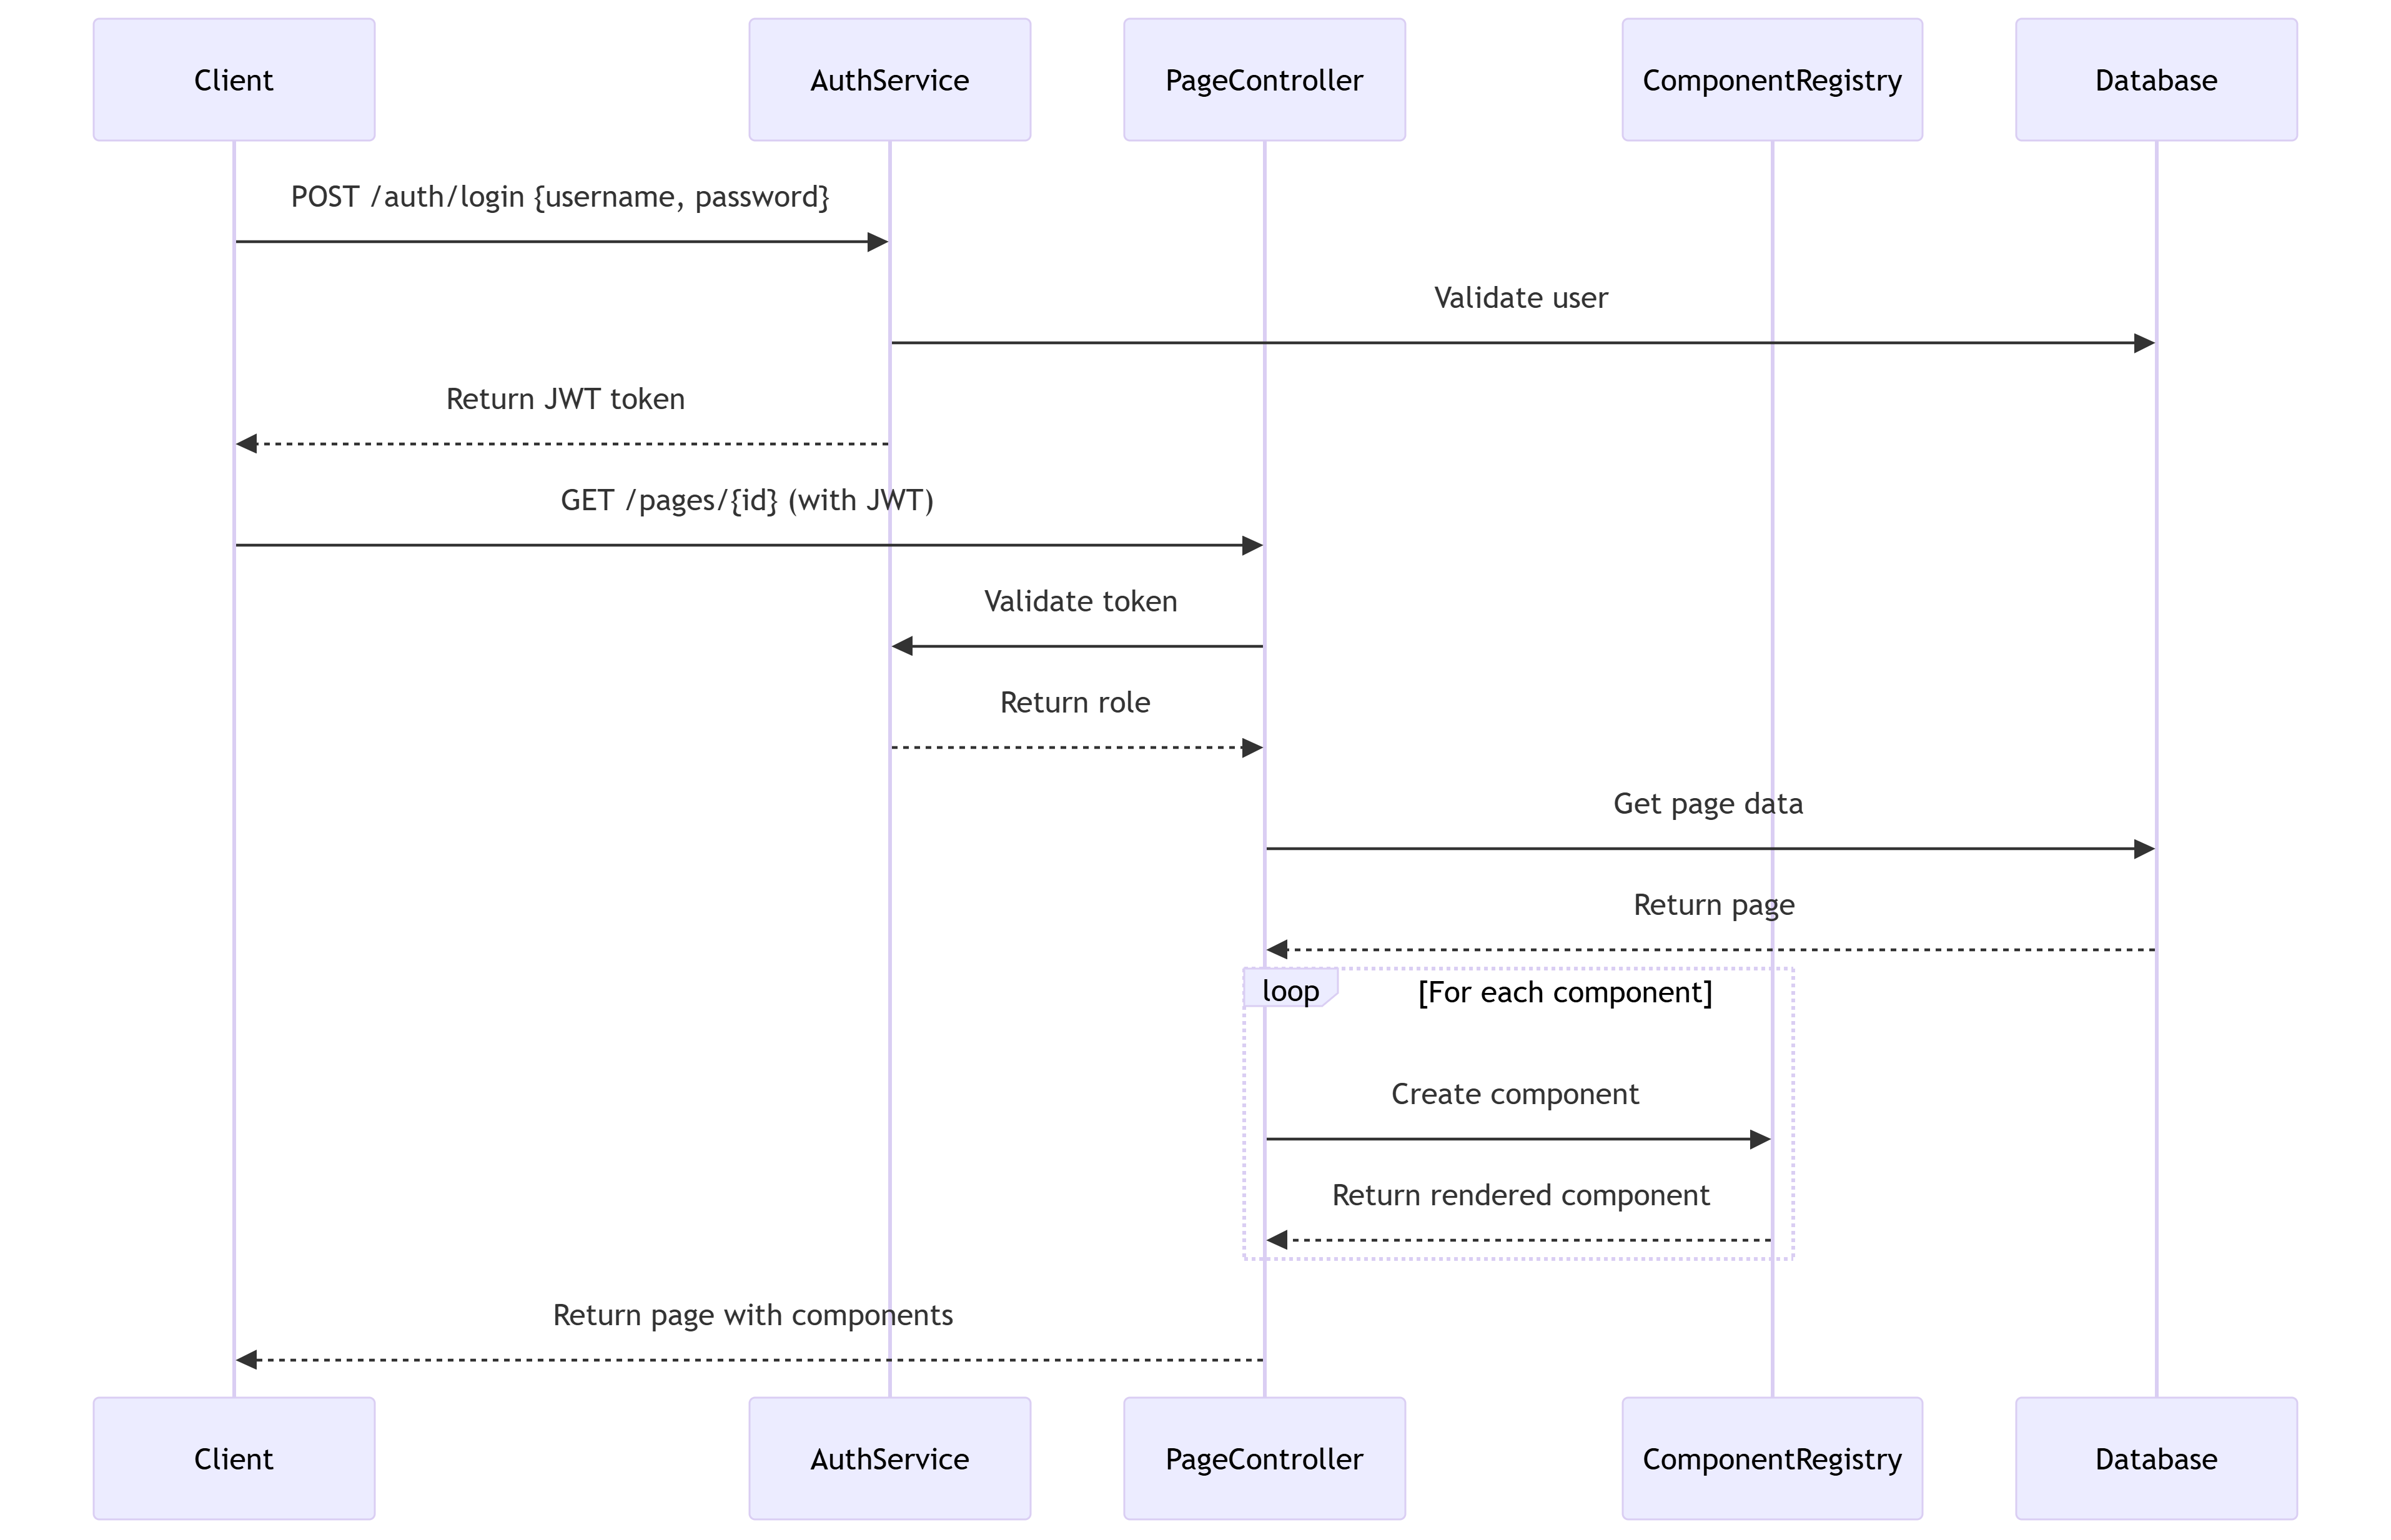 Client
AuthService
PageController
ComponentRegistry
Database
POST /auth/login {username, password}
Validate user
Return JWT token
GET /pages/{id} (with JWT)
Validate token
Return role
Get page data
Return page
loop
[For each component]
Create component
Return rendered component
Return page with components
Client
AuthService
PageController
ComponentRegistry
Database